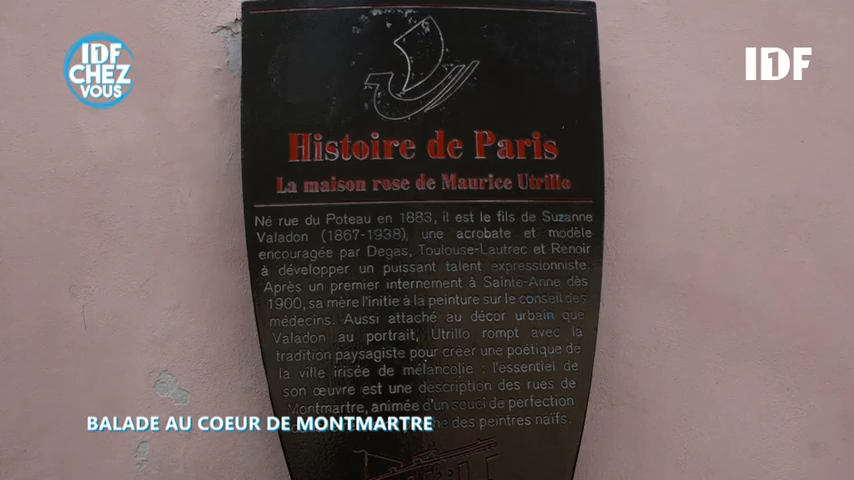 IDF
CHEZ
VOUS
IDF
Histoire de Paris
La maison rose de Maurice Utrillo
Né rue du Poteau en 1883, il est le fils de Suzanne
Valadon (1867-1938), une acrobate et modèle
encouragée par Degas, Toulouse-Lautrec et Renoir
à développer un puissant talent expressionniste.
Après un premier internement à Sainte-Anne dès
1900, sa mère l'initie à la peinture sur le conseil des
médecins. Aussi attaché au décor urbain que
Valadon au portrait, Utrillo rompt avec la
tradition paysagiste pour créer une poétique de
la ville irisée de mélancolie : l'essentiel de
son œuvre est une description des rues de
Montmartre, animée d'un souci de perfection
des peintres naïfs.
BALADE AU COEUR DE MONTMARTRE